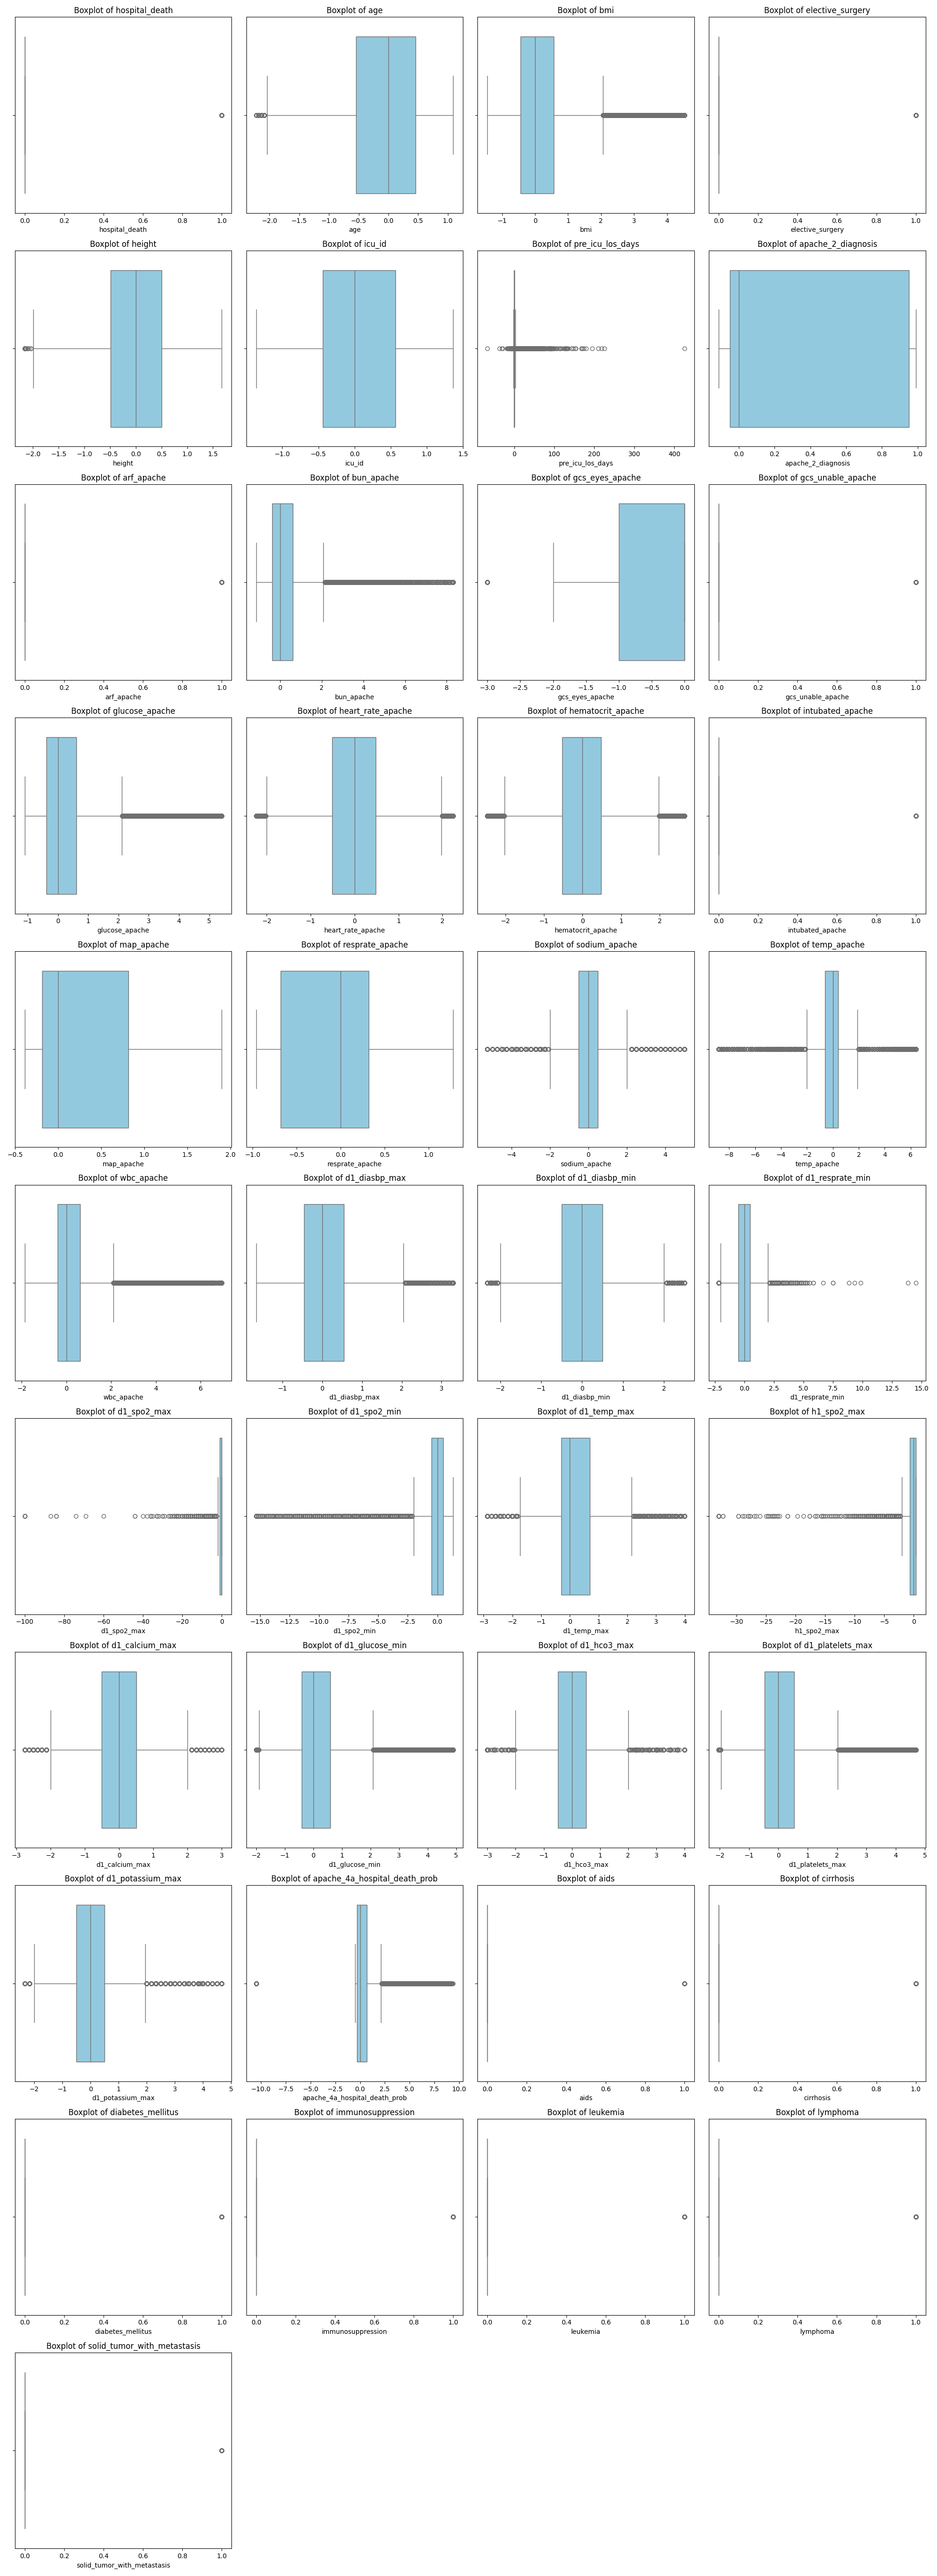 Boxplot of hospital_death
0.0 0.2 0.4 0.6 0.8 1.0
hospital_death
Boxplot of age
−2.0 −1.5 −1.0 −0.5 0.0 0.5 1.0
age
Boxplot of bmi
−1 0 1 2 3 4
bmi
Boxplot of elective_surgery
0.0 0.2 0.4 0.6 0.8 1.0
elective_surgery
Boxplot of height
−2.0 −1.5 −1.0 −0.5 0.0 0.5 1.0 1.5
height
Boxplot of icu_id
−1.0 −0.5 0.0 0.5 1.0 1.5
icu_id
Boxplot of pre_icu_los_days
0 100 200 300 400
pre_icu_los_days
Boxplot of apache_2_diagnosis
0.0 0.2 0.4 0.6 0.8 1.0
apache_2_diagnosis
Boxplot of arf_apache
0.0 0.2 0.4 0.6 0.8 1.0
arf_apache
Boxplot of bun_apache
0 2 4 6 8
bun_apache
Boxplot of gcs_eyes_apache
−3.0 −2.5 −2.0 −1.5 −1.0 −0.5 0.0
gcs_eyes_apache
Boxplot of gcs_unable_apache
0.0 0.2 0.4 0.6 0.8 1.0
gcs_unable_apache
Boxplot of glucose_apache
−1 0 1 2 3 4 5
glucose_apache
Boxplot of heart_rate_apache
−2 −1 0 1 2
heart_rate_apache
Boxplot of hematocrit_apache
−2 −1 0 1 2
hematocrit_apache
Boxplot of intubated_apache
0.0 0.2 0.4 0.6 0.8 1.0
intubated_apache
Boxplot of map_apache
−0.5 0.0 0.5 1.0 1.5 2.0
map_apache
Boxplot of resprate_apache
−1.0 −0.5 0.0 0.5 1.0
resprate_apache
Boxplot of sodium_apache
−4 −2 0 2 4
sodium_apache
Boxplot of temp_apache
−8 −6 −4 −2 0 2 4 6
temp_apache
Boxplot of wbc_apache
−2 0 2 4 6
wbc_apache
Boxplot of d1_diasbp_max
−1 0 1 2 3
d1_diasbp_max
Boxplot of d1_diasbp_min
−2 −1 0 1 2
d1_diasbp_min
Boxplot of d1_resprate_min
−2.5 0.0 2.5 5.0 7.5 10.0 12.5 15.0
d1_resprate_min
Boxplot of d1_spo2_max
−100 −80 −60 −40 −20 0
d1_spo2_max
Boxplot of d1_spo2_min
−15.0 −12.5 −10.0 −7.5 −5.0 −2.5 0.0
d1_spo2_min
Boxplot of d1_temp_max
−3 −2 −1 0 1 2 3 4
d1_temp_max
Boxplot of h1_spo2_max
−30 −25 −20 −15 −10 −5 0
h1_spo2_max
Boxplot of d1_calcium_max
−3 −2 −1 0 1 2 3
d1_calcium_max
Boxplot of d1_glucose_min
−2 −1 0 1 2 3 4 5
d1_glucose_min
Boxplot of d1_hco3_max
−3 −2 −1 0 1 2 3 4
d1_hco3_max
Boxplot of d1_platelets_max
−2 −1 0 1 2 3 4 5
d1_platelets_max
Boxplot of d1_potassium_max
−2 −1 0 1 2 3 4 5
d1_potassium_max
Boxplot of apache_4a_hospital_death_prob
−10.0 −7.5 −5.0 −2.5 0.0 2.5 5.0 7.5 10.0
apache_4a_hospital_death_prob
Boxplot of aids
0.0 0.2 0.4 0.6 0.8 1.0
aids
Boxplot of cirrhosis
0.0 0.2 0.4 0.6 0.8 1.0
cirrhosis
Boxplot of diabetes_mellitus
0.0 0.2 0.4 0.6 0.8 1.0
diabetes_mellitus
Boxplot of immunosuppression
0.0 0.2 0.4 0.6 0.8 1.0
immunosuppression
Boxplot of leukemia
0.0 0.2 0.4 0.6 0.8 1.0
leukemia
Boxplot of lymphoma
0.0 0.2 0.4 0.6 0.8 1.0
lymphoma
Boxplot of solid_tumor_with_metastasis
0.0 0.2 0.4 0.6 0.8 1.0
solid_tumor_with_metastasis